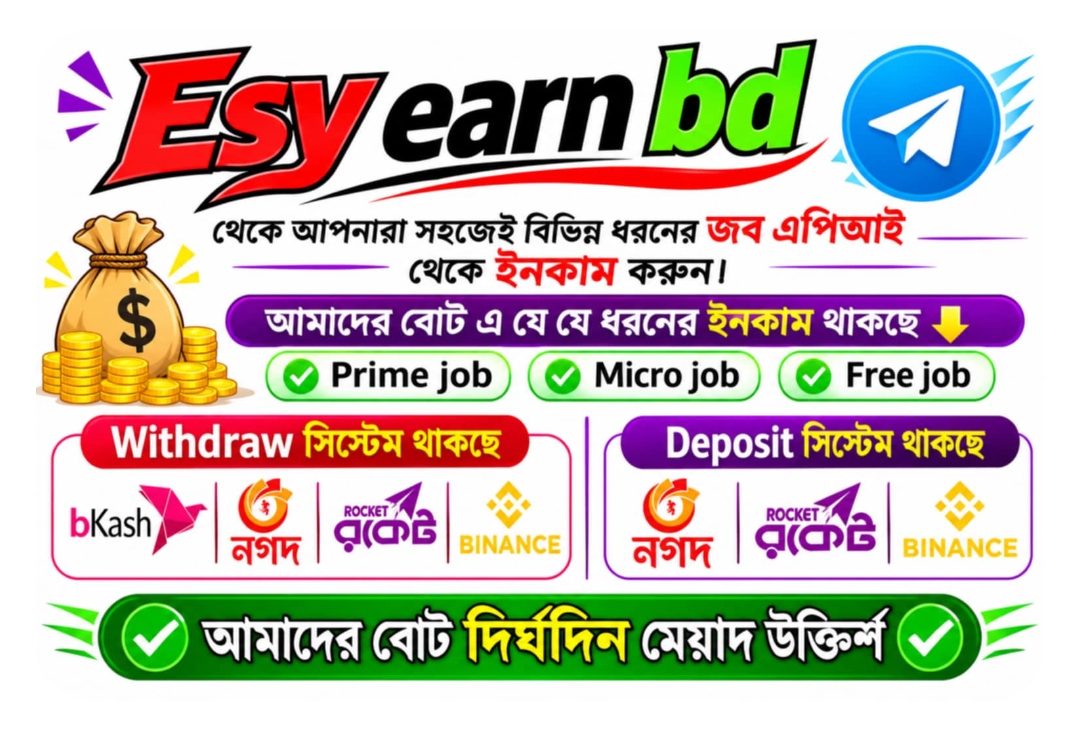 Esy earn bd
থেকে আপনারা সহজেই বিভিন্ন ধরনের জব এপিআই
থেকে ইনকাম করুন।
$
আমাদের বোট এ যে যে ধরনের ইনকাম থাকছে
Prime job
Micro job
Free job
Withdraw সিস্টেম থাকছে
bKash
নগদ
ROCKET
রকেট
BINANCE
Deposit সিস্টেম থাকছে
নগদ
ROCKET
রকেট
BINANCE
আমাদের বোট দির্ঘদিন মেয়াদ উক্তির্শ